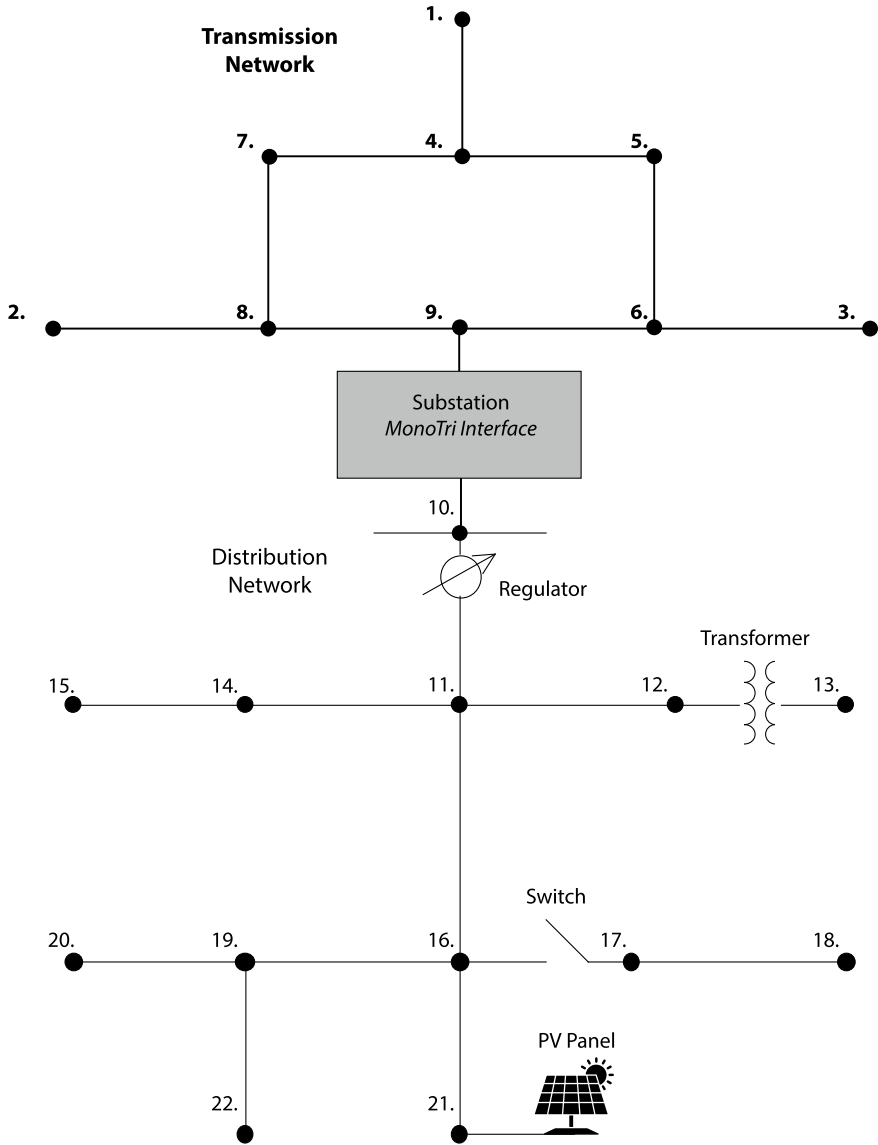 1.
Transmission
Network
7.
4.
5.
2.
8.
9.
6.
3.
Substation
MonoTri Interface
10.
Distribution
Network
Regulator
Transformer
15.
14.
11.
12.
13.
Switch
20.
19.
16.
17.
18.
PV Panel
22.
21.